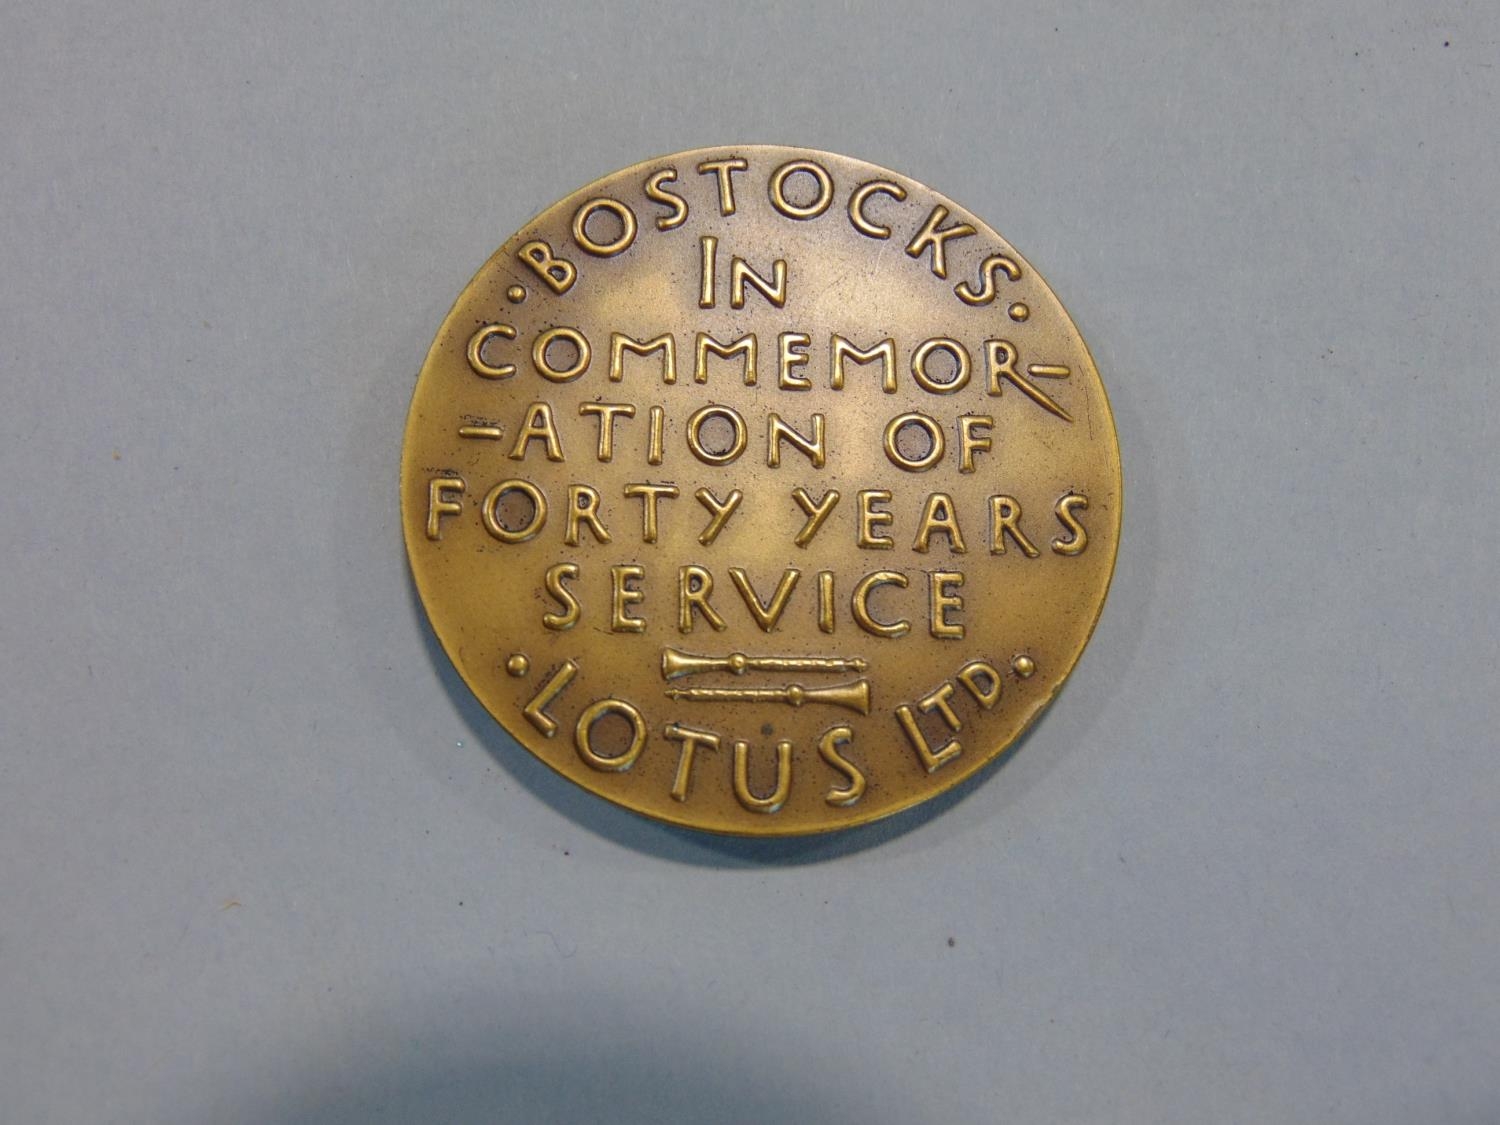 · BOSTOCKS ·
IN
COMMEMOR-
-ATION OF
FORTY YEARS
SERVICE
· LOTUS LTD ·